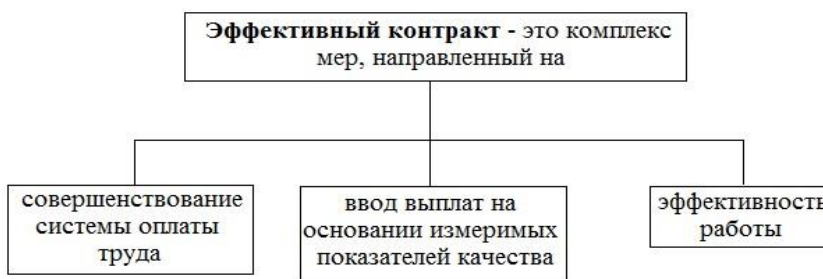 Эффективный контракт - это комплекс
мер, направленный на
совершенствование
системы оплаты
труда
ввод выплат на
основании измеримых
показателей качества
эффективность
работы